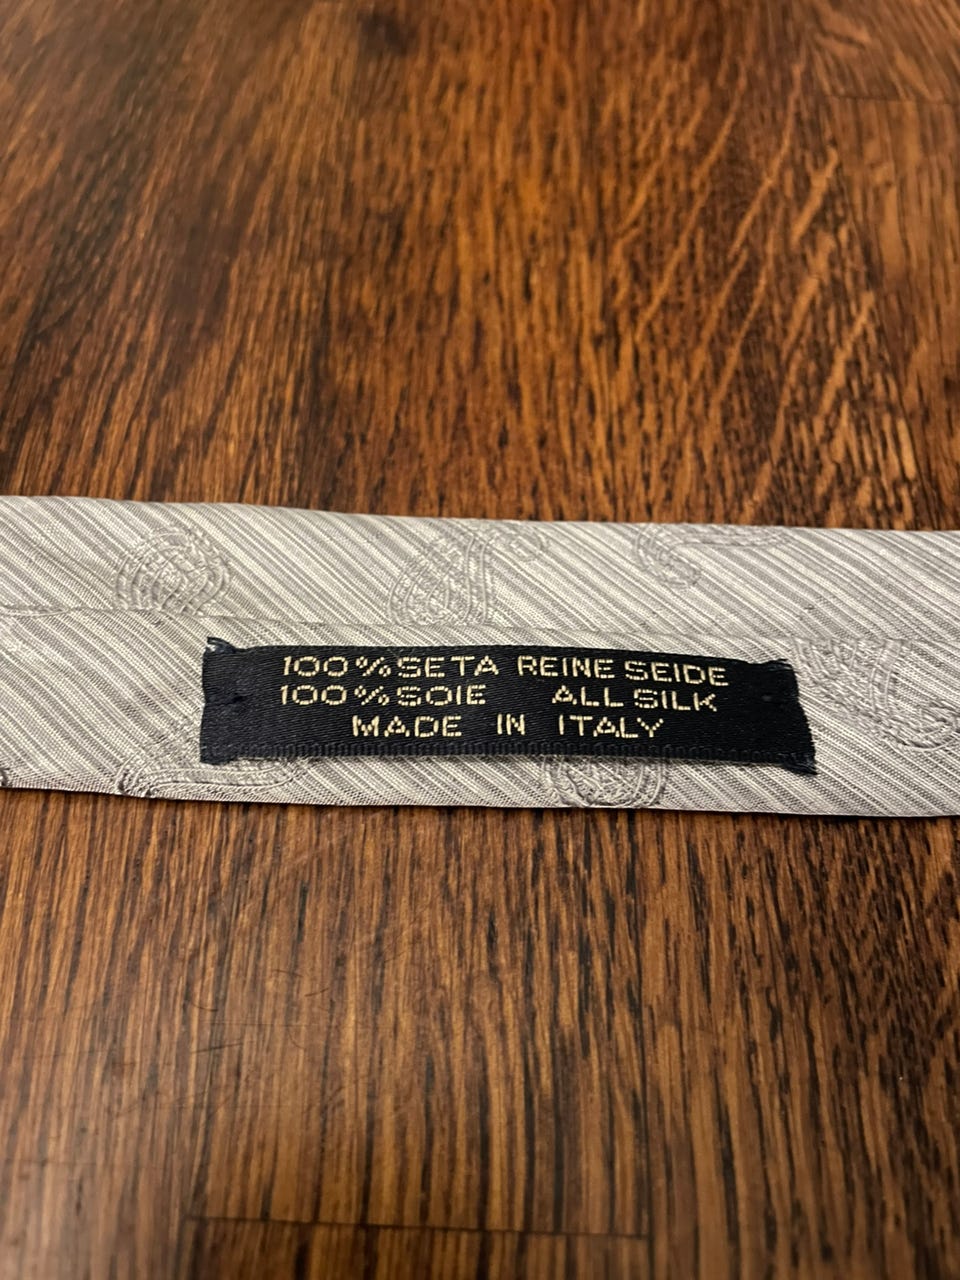 100% SETA REINE SEIDE
100% SOIE ALL SILK
MADE IN ITALY